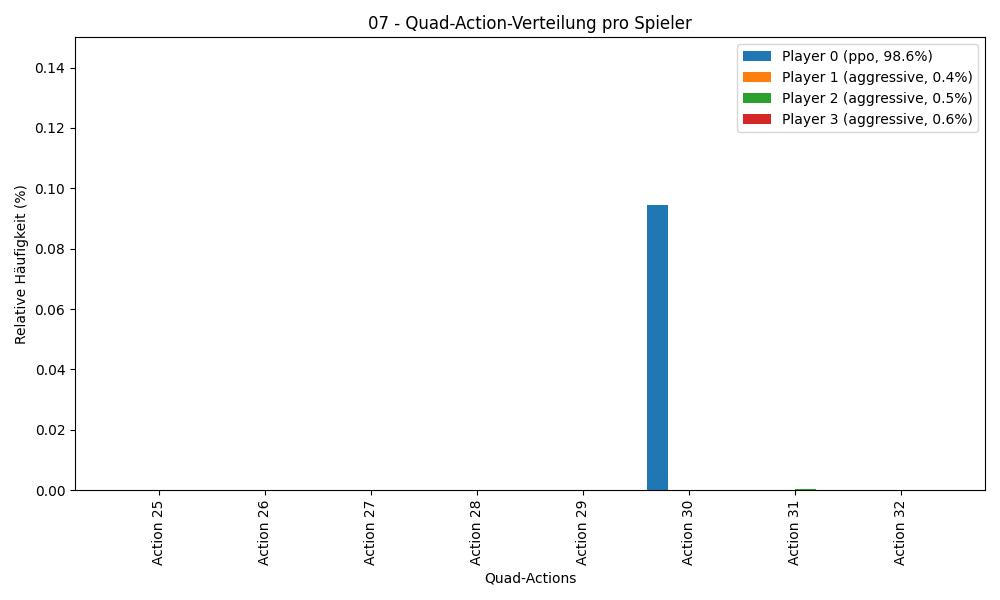 07 - Quad-Action-Verteilung pro Spieler
Player 0 (ppo, 98.6%)
Player 1 (aggressive, 0.4%)
Player 2 (aggressive, 0.5%)
Player 3 (aggressive, 0.6%)
Relative Häufigkeit (%)
0.14
0.12
0.10
0.08
0.06
0.04
0.02
0.00
Action 25
Action 26
Action 27
Action 28
Action 29
Action 30
Action 31
Action 32
Quad-Actions